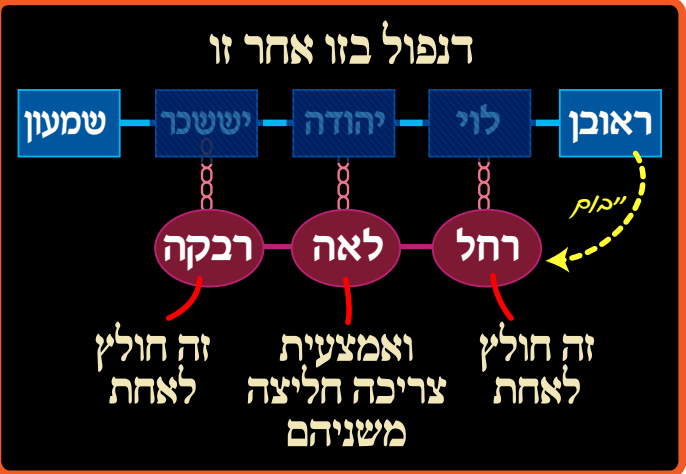 דנפול בזו אחר זו
ראובן לוי יהודה יששכר שמעון
ייבום
רחל לאה רבקה
זה חולץ לאחת
ואמצעית צריכה חליצה משניהם
זה חולץ לאחת